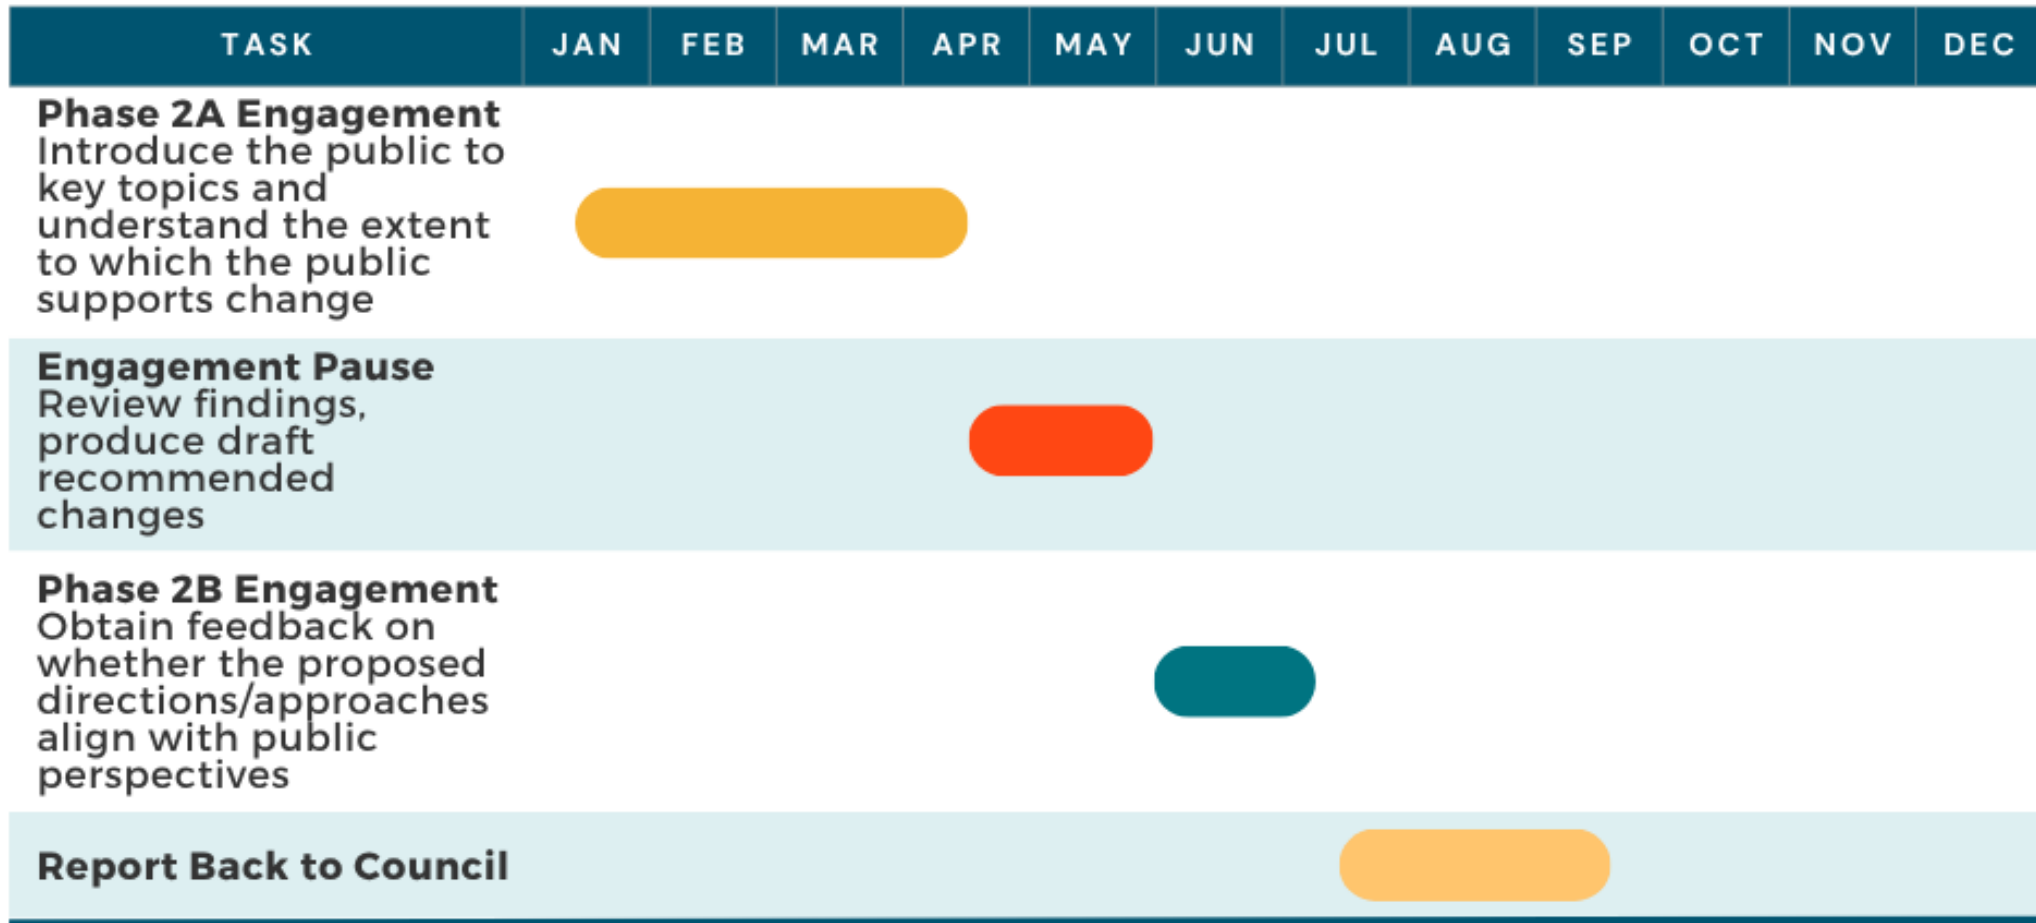 TASK JAN FEB MAR APR MAY JUN JUL AUG SEP OCT NOV DEC
Phase 2A Engagement
Introduce the public to
key topics and
understand the extent
to which the public
supports change
Engagement Pause
Review findings,
produce draft
recommended
changes
Phase 2B Engagement
Obtain feedback on
whether the proposed
directions/approaches
align with public
perspectives
Report Back to Council